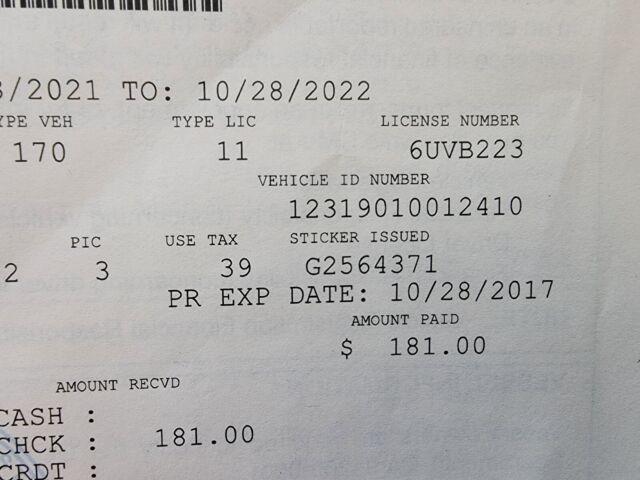 /2021 TO: 10/28/2022
YPE VEH TYPE LIC LICENSE NUMBER
170 11 6UVB223
VEHICLE ID NUMBER
12319010012410
PIC USE TAX STICKER ISSUED
2 3 39 G2564371
PR EXP DATE: 10/28/2017
AMOUNT PAID
$ 181.00
AMOUNT RECVD
CASH :
CHCK : 181.00
CRDT :